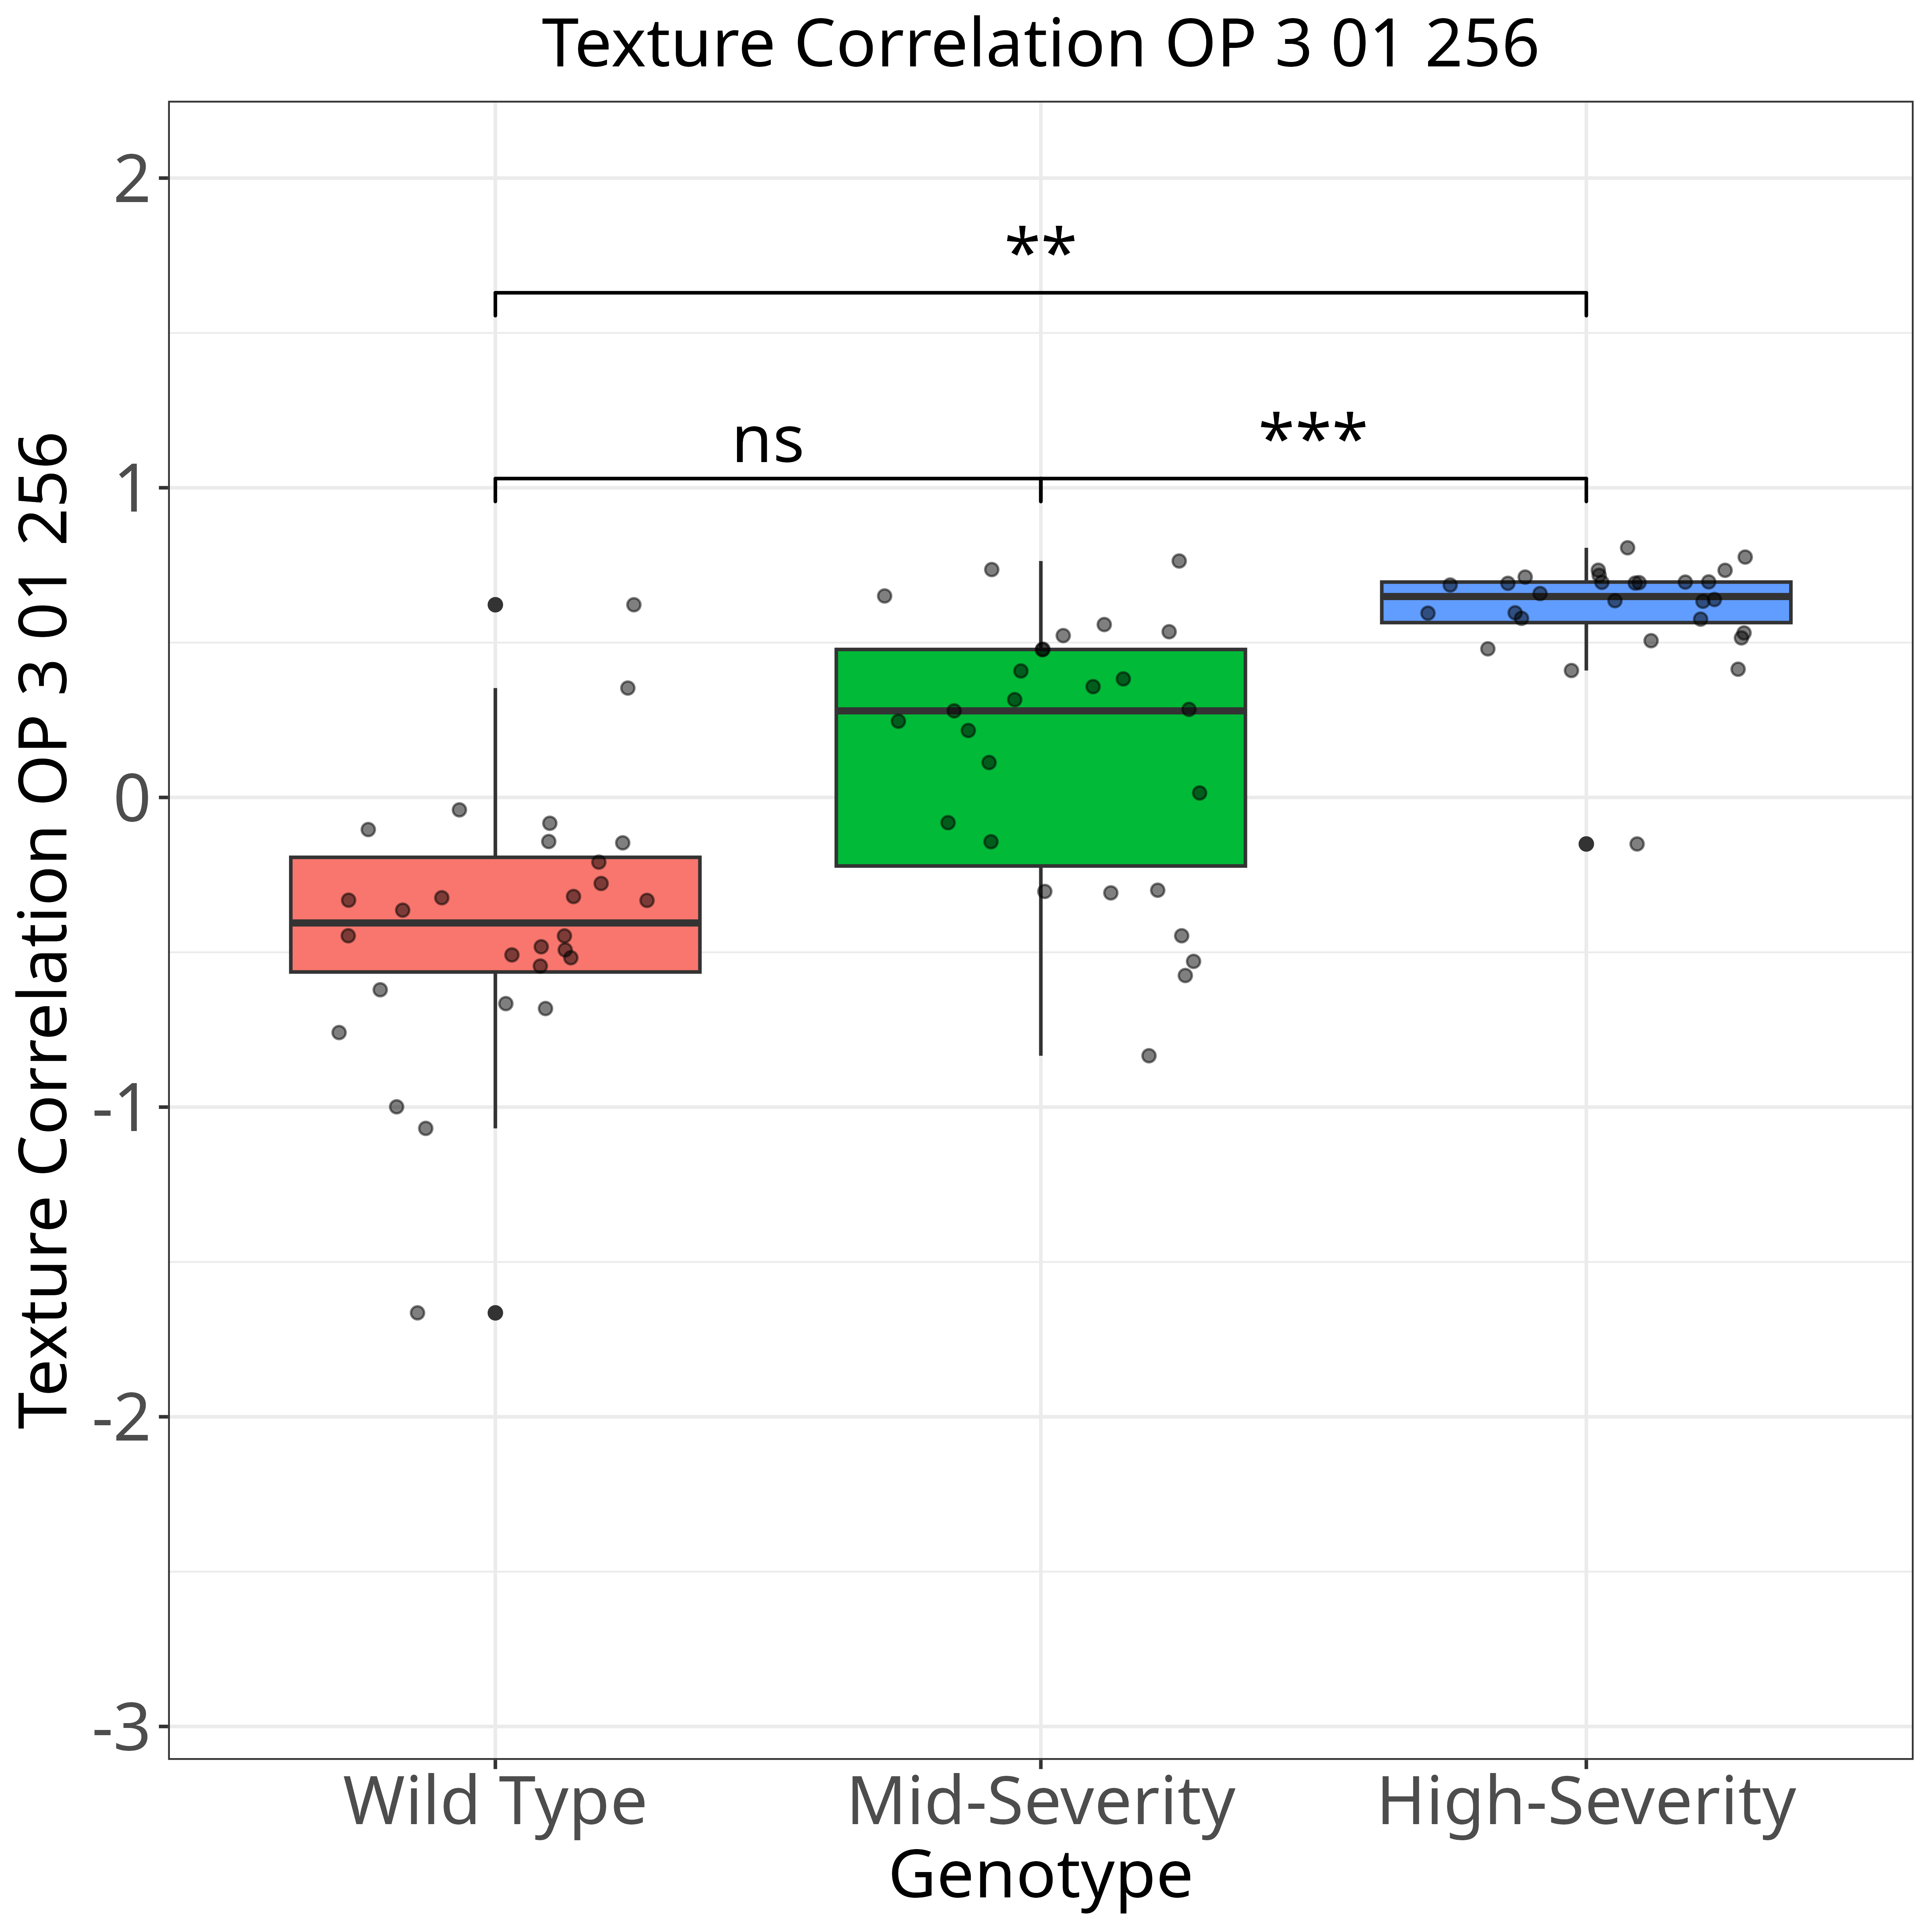 Texture Correlation OP 3 01 256
Texture Correlation OP 3 01 256
2
1
0
-1
-2
-3
**
ns
***
Wild Type
Mid-Severity
High-Severity
Genotype